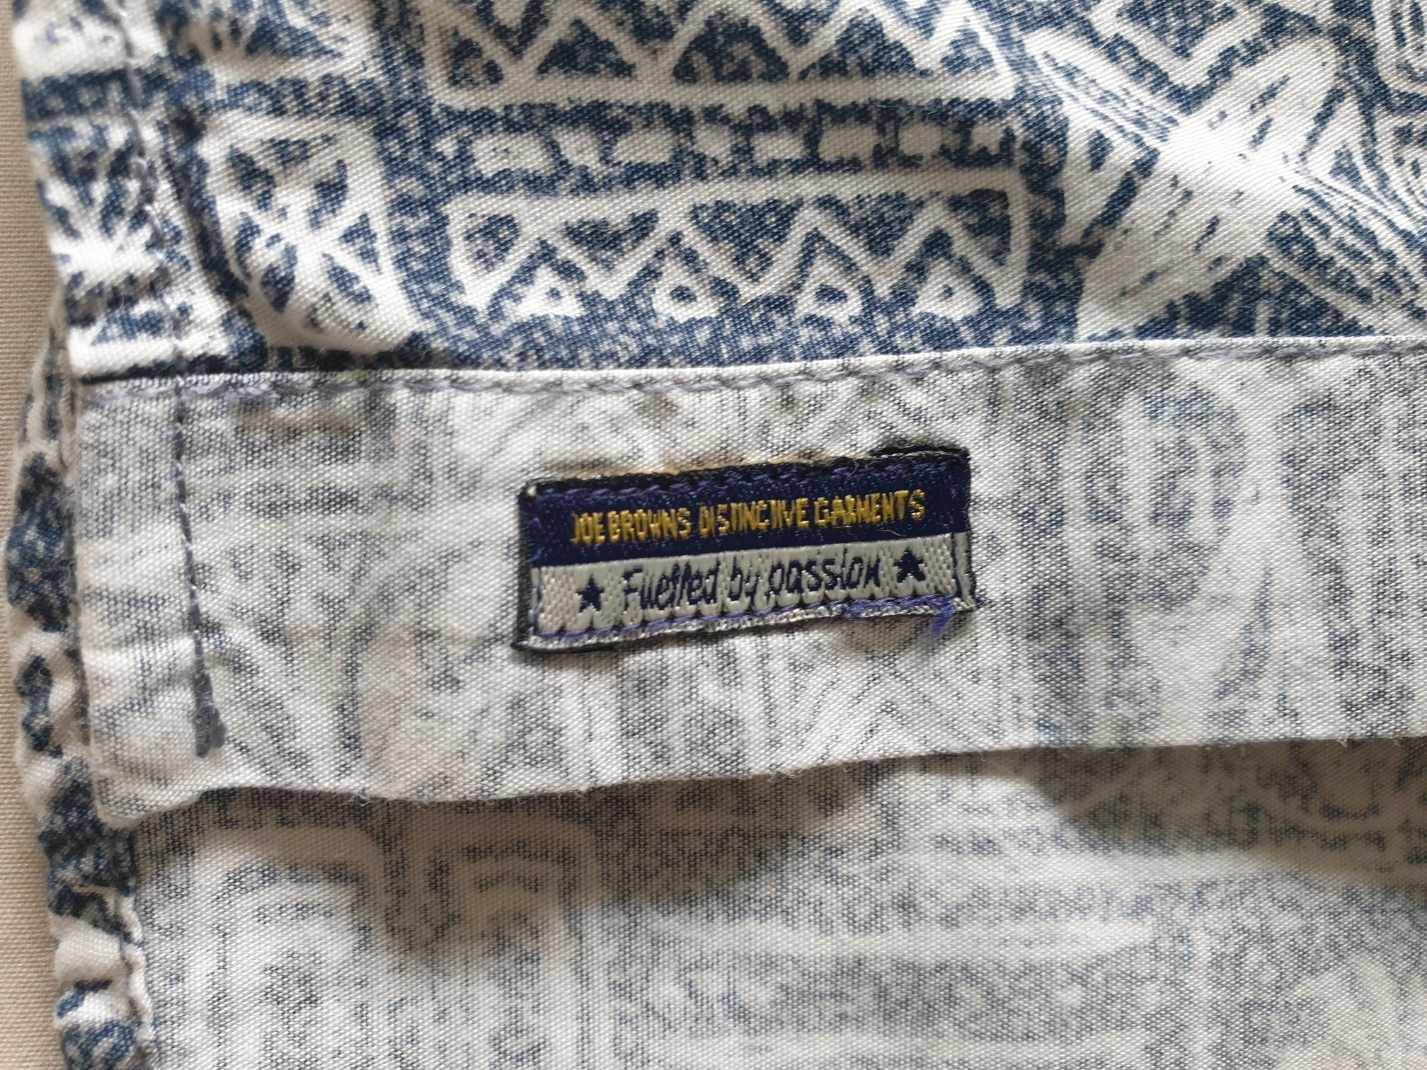 JOE BROWNS DISTINCTIVE GARMENTS
★ Fuelled by passion ★